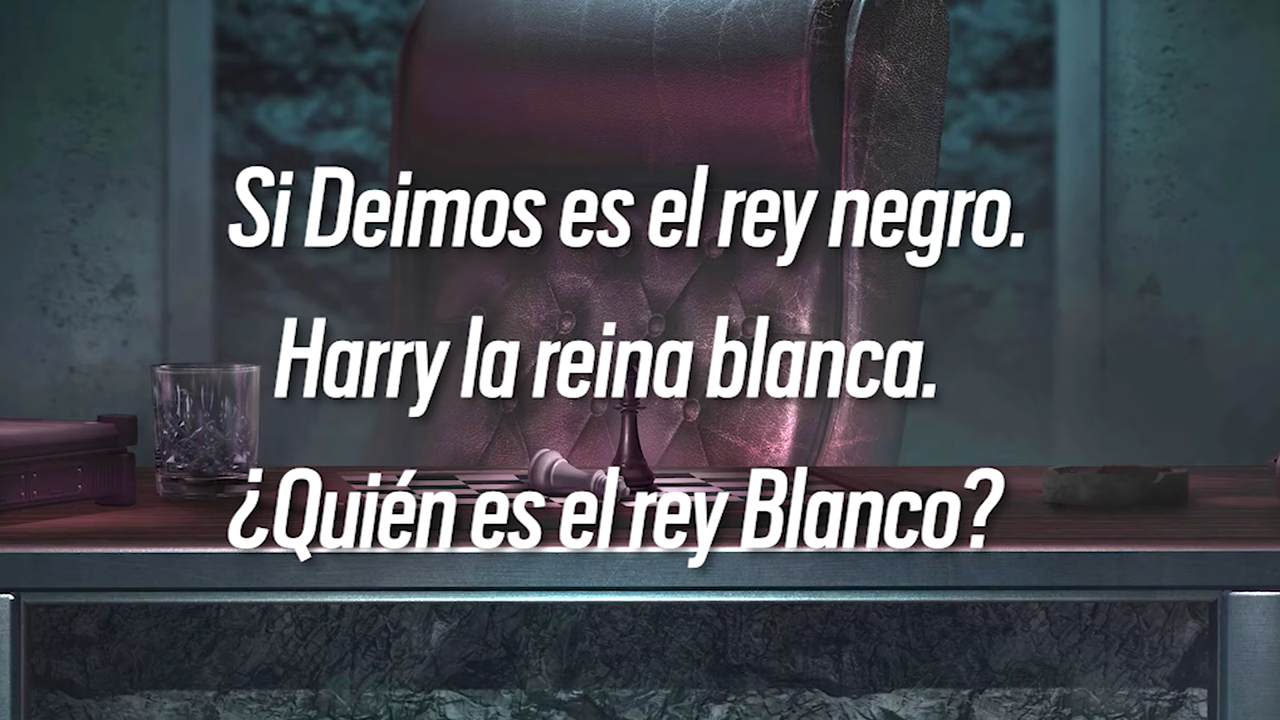 Si Deimos es el rey negro.
Harry la reina blanca.
¿Quién es el rey Blanco?